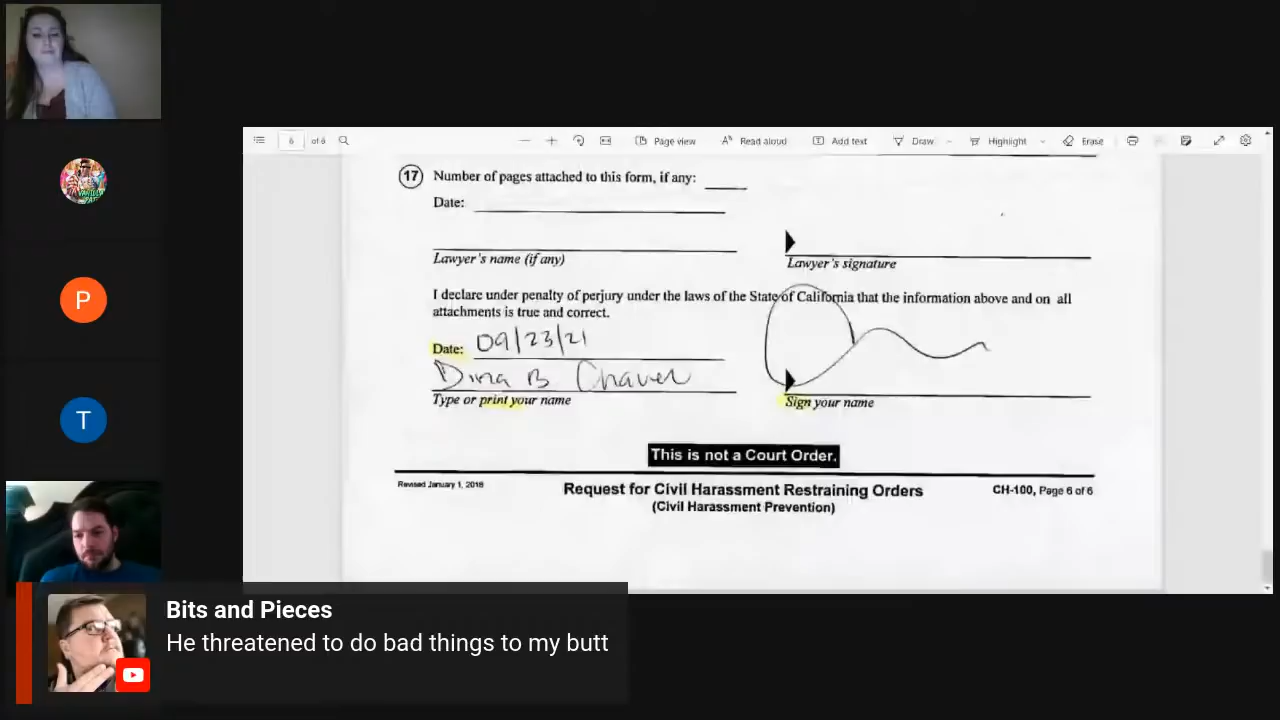 6 of 6 Page view Read aloud Add text Draw Highlight Erase
17 Number of pages attached to this form, if any:
Date:
Lawyer's name (if any) Lawyer's signature
I declare under penalty of perjury under the laws of the State of California that the information above and on all
attachments is true and correct.
Date: 09/23/21
Dina B Chavez
Type or print your name Sign your name
This is not a Court Order.
Revised January 1, 2018 Request for Civil Harassment Restraining Orders CH-100, Page 6 of 6
(Civil Harassment Prevention)
P
T
Bits and Pieces
He threatened to do bad things to my butt